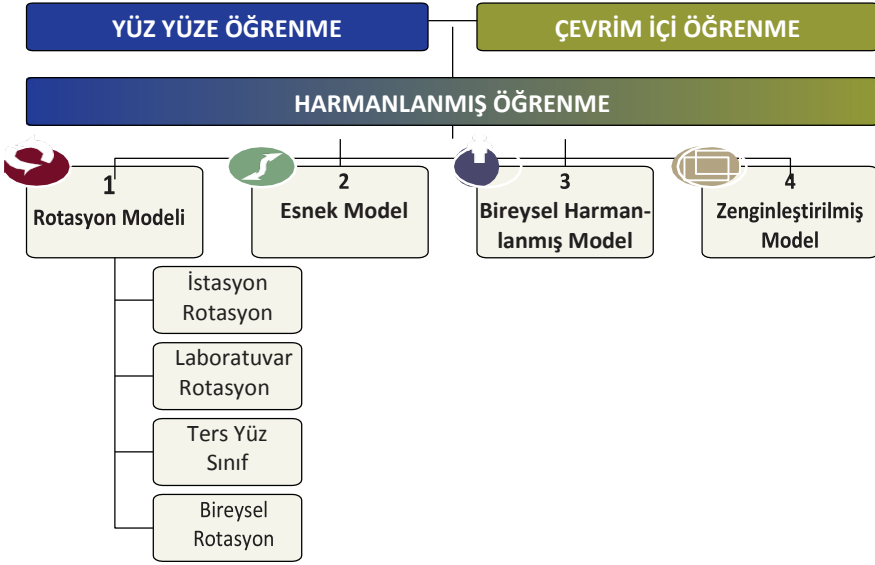 YÜZ YÜZE ÖĞRENME
ÇEVRİM İÇİ ÖĞRENME
HARMANLANMIŞ ÖĞRENME
1
Rotasyon Modeli
2
Esnek Model
3
Bireysel Harman-
lanmış Model
4
Zenginleştirilmiş
Model
İstasyon
Rotasyon
Laboratuvar
Rotasyon
Ters Yüz
Sınıf
Bireysel
Rotasyon